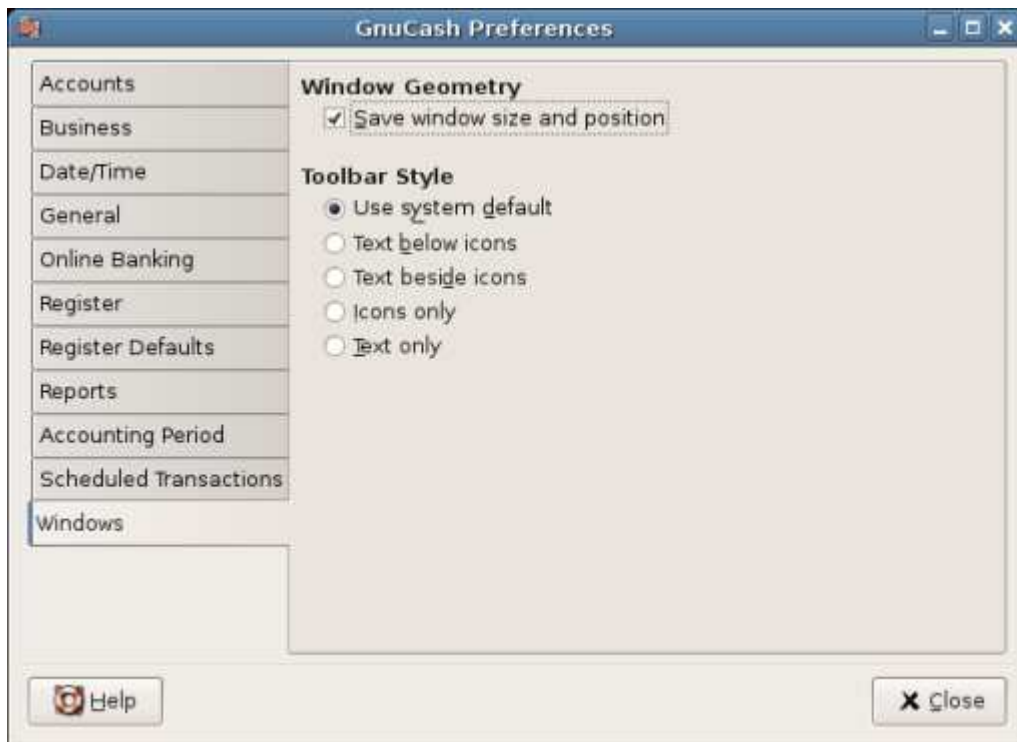 GnuCash Preferences
Accounts
Business
Date/Time
General
Online Banking
Register
Register Defaults
Reports
Accounting Period
Scheduled Transactions
Windows
Window Geometry
Save window size and position
Toolbar Style
Use system default
Text below icons
Text beside icons
Icons only
Text only
Help
Close